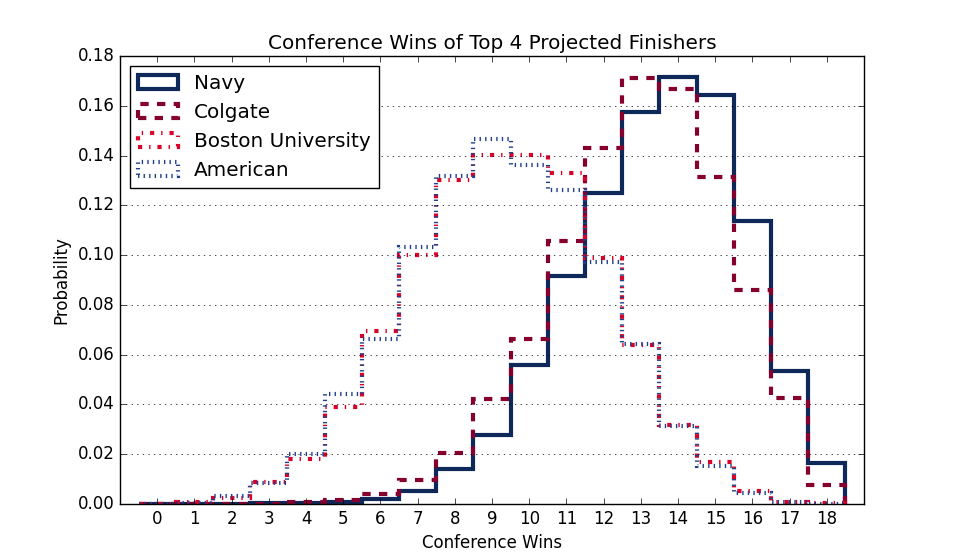 Conference Wins of Top 4 Projected Finishers
0.18
0.16
0.14
0.12
0.10
0.08
0.06
0.04
0.02
0.00
Probability
Navy
Colgate
Boston University
American
0 1 2 3 4 5 6 7 8 9 10 11 12 13 14 15 16 17 18
Conference Wins